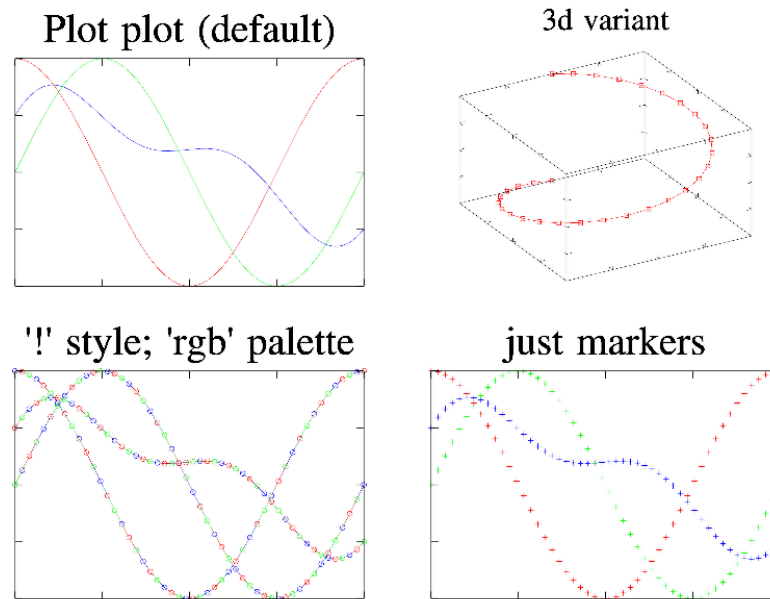 Plot plot (default)
3d variant
'!' style; 'rgb' palette
just markers